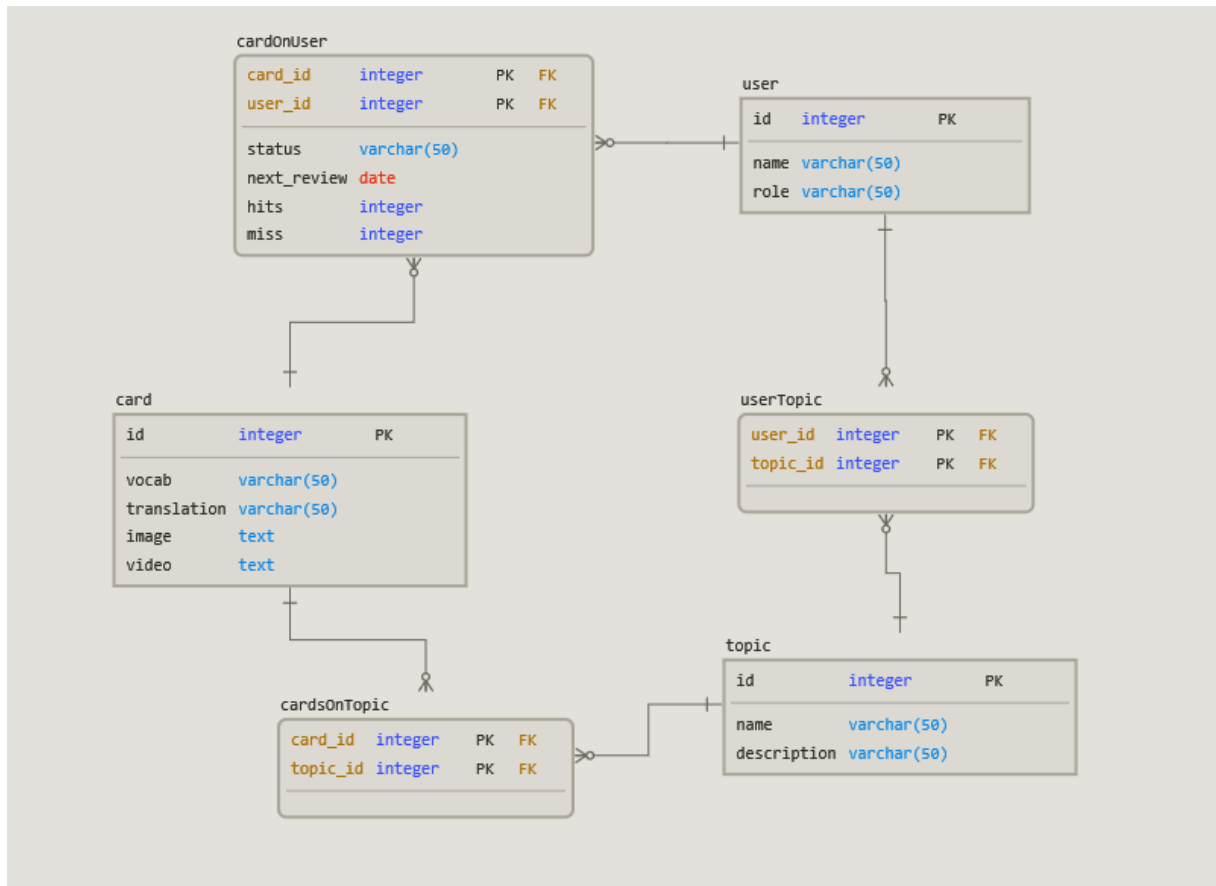 cardOnUser
card_id integer PK FK
user_id integer PK FK
status varchar(50)
next_review date
hits integer
miss integer
user
id integer PK
name varchar(50)
role varchar(50)
card
id integer PK
vocab varchar(50)
translation varchar(50)
image text
video text
userTopic
user_id integer PK FK
topic_id integer PK FK
topic
id integer PK
name varchar(50)
description varchar(50)
cardsOnTopic
card_id integer PK FK
topic_id integer PK FK